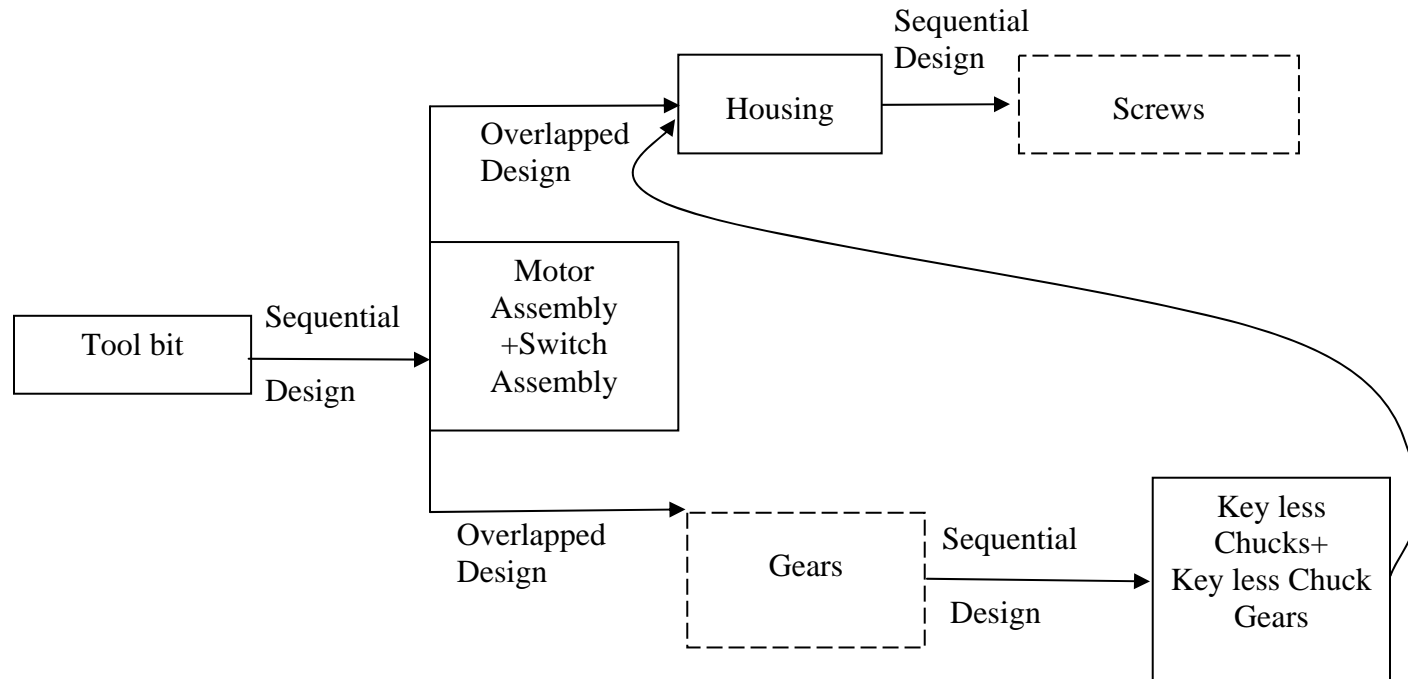 Sequential
Design
Housing
Screws
Overlapped
Design
Motor
Assembly
+Switch
Assembly
Tool bit
Sequential
Design
Overlapped
Design
Gears
Sequential
Design
Key less
Chucks+
Key less Chuck
Gears